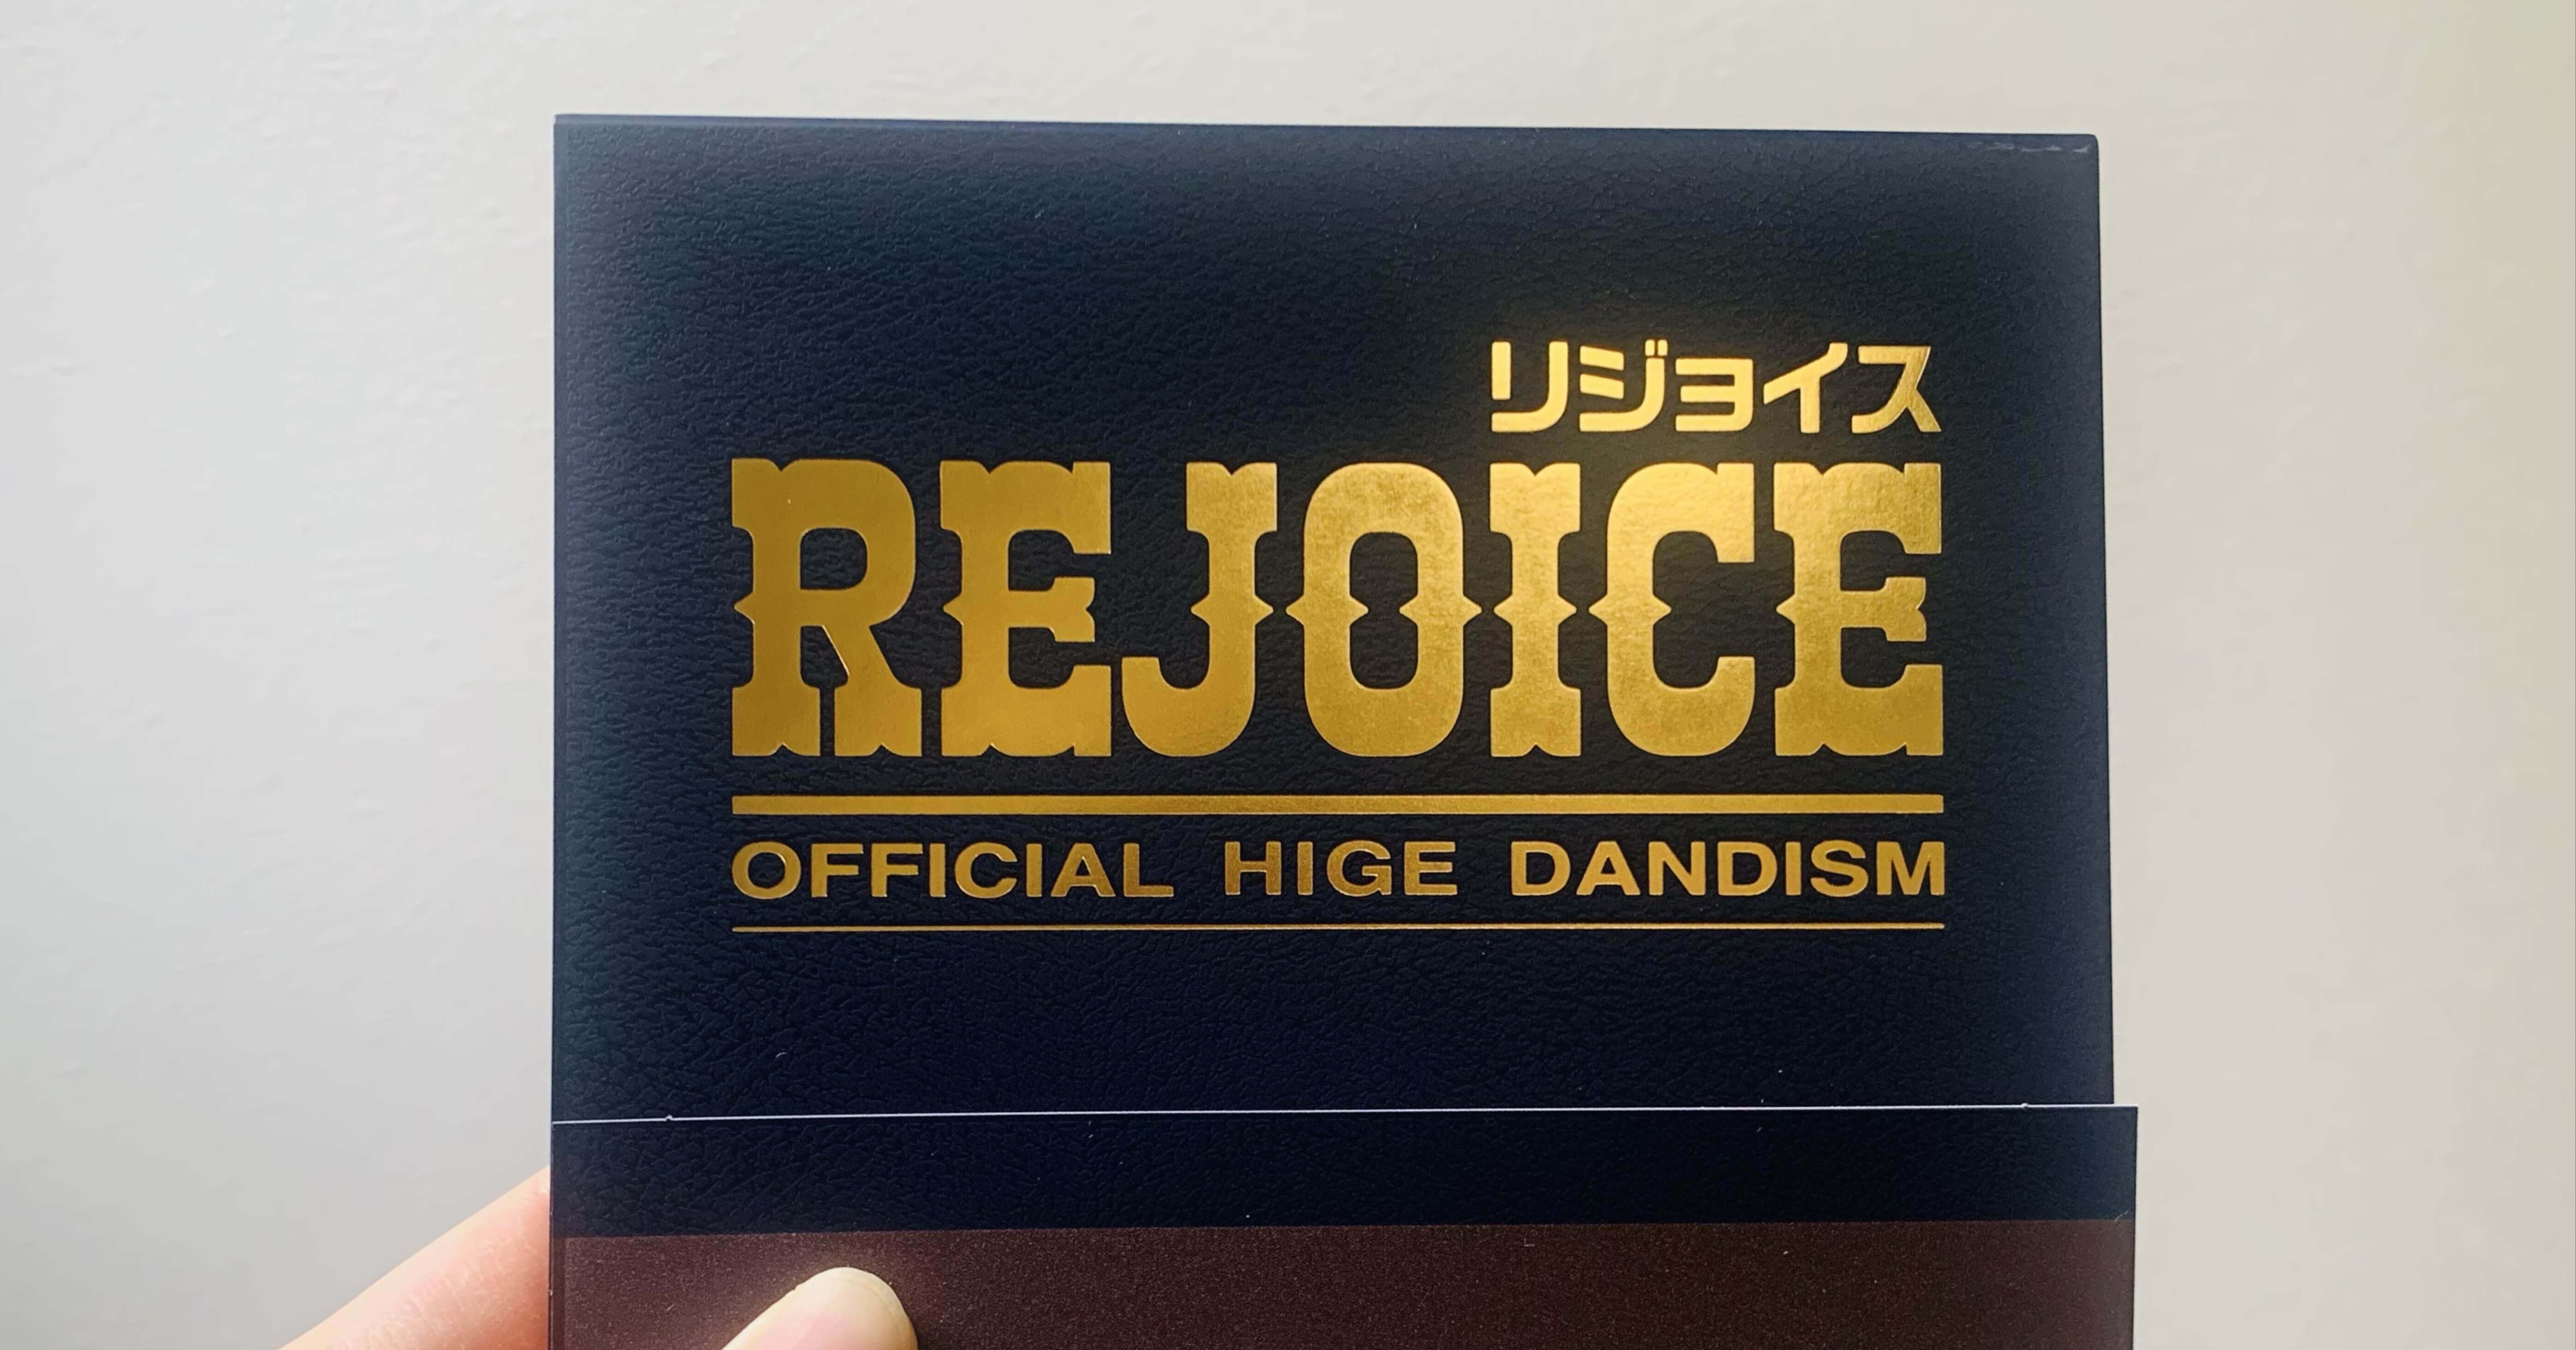 リジョイス
REJOICE
OFFICIAL HIGE DANDISM